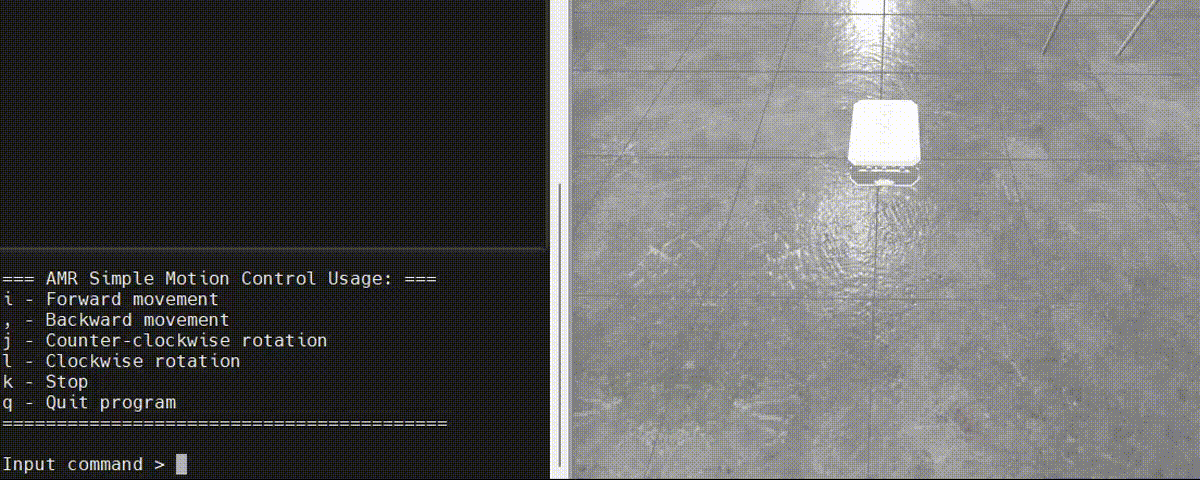 === AMR Simple Motion Control Usage: ===
i - Forward movement
, - Backward movement
j - Counter-clockwise rotation
l - Clockwise rotation
k - Stop
q - Quit program
=========================================
Input command >